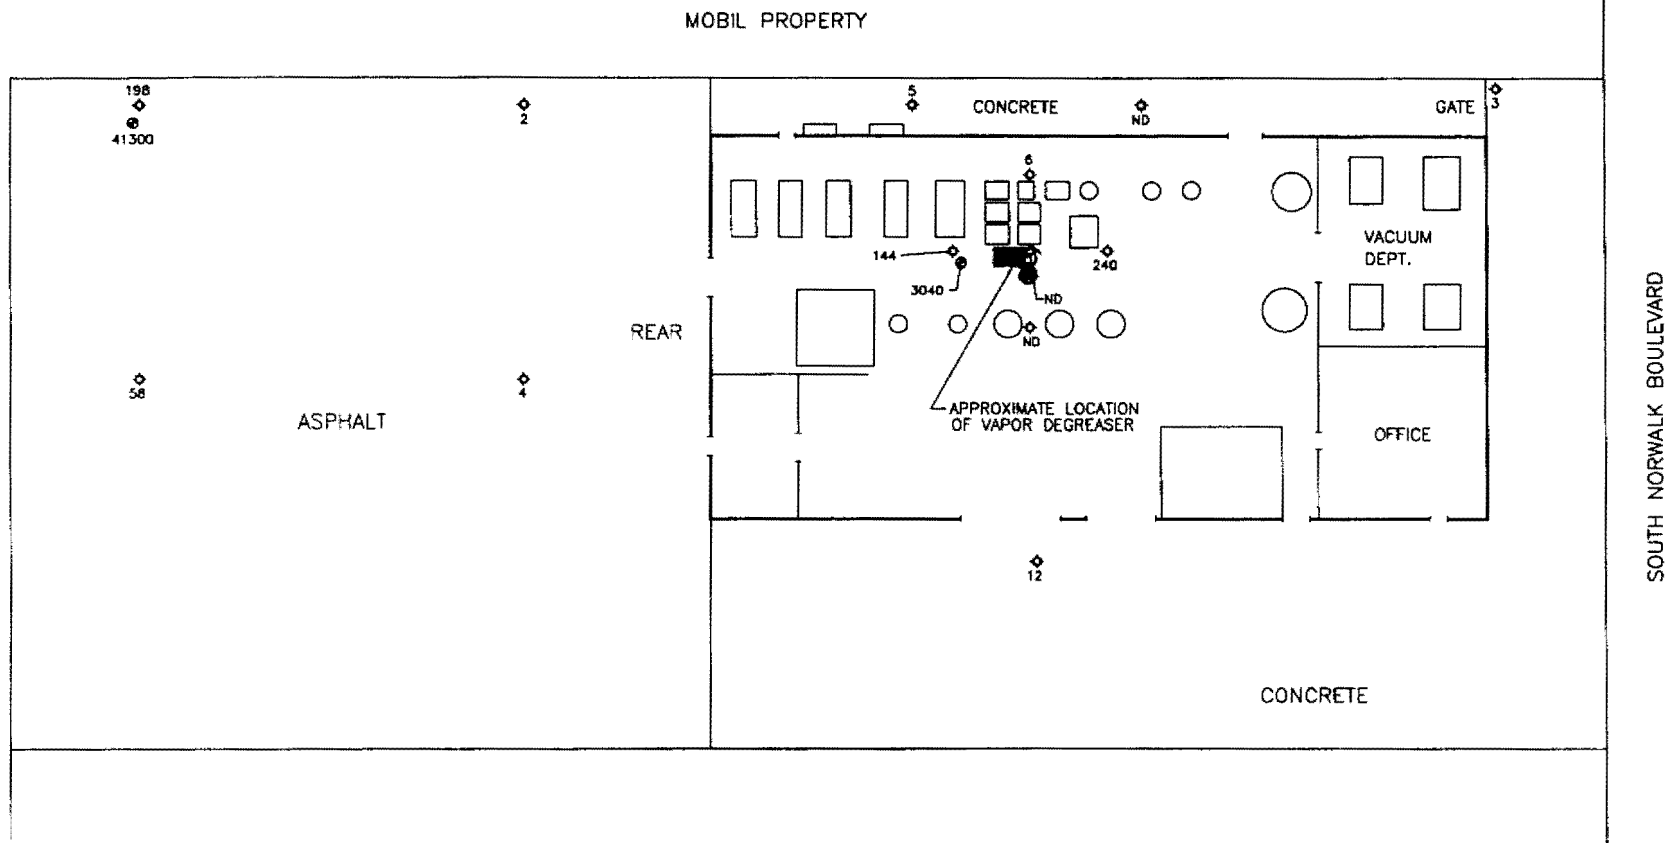 MOBIL PROPERTY
198
41300
2
5
CONCRETE
ND
GATE
3
6
144
3040
240
ND
ND
VACUUM
DEPT.
REAR
58
4
ASPHALT
APPROXIMATE LOCATION
OF VAPOR DEGREASER
OFFICE
12
CONCRETE
SOUTH NORWALK BOULEVARD